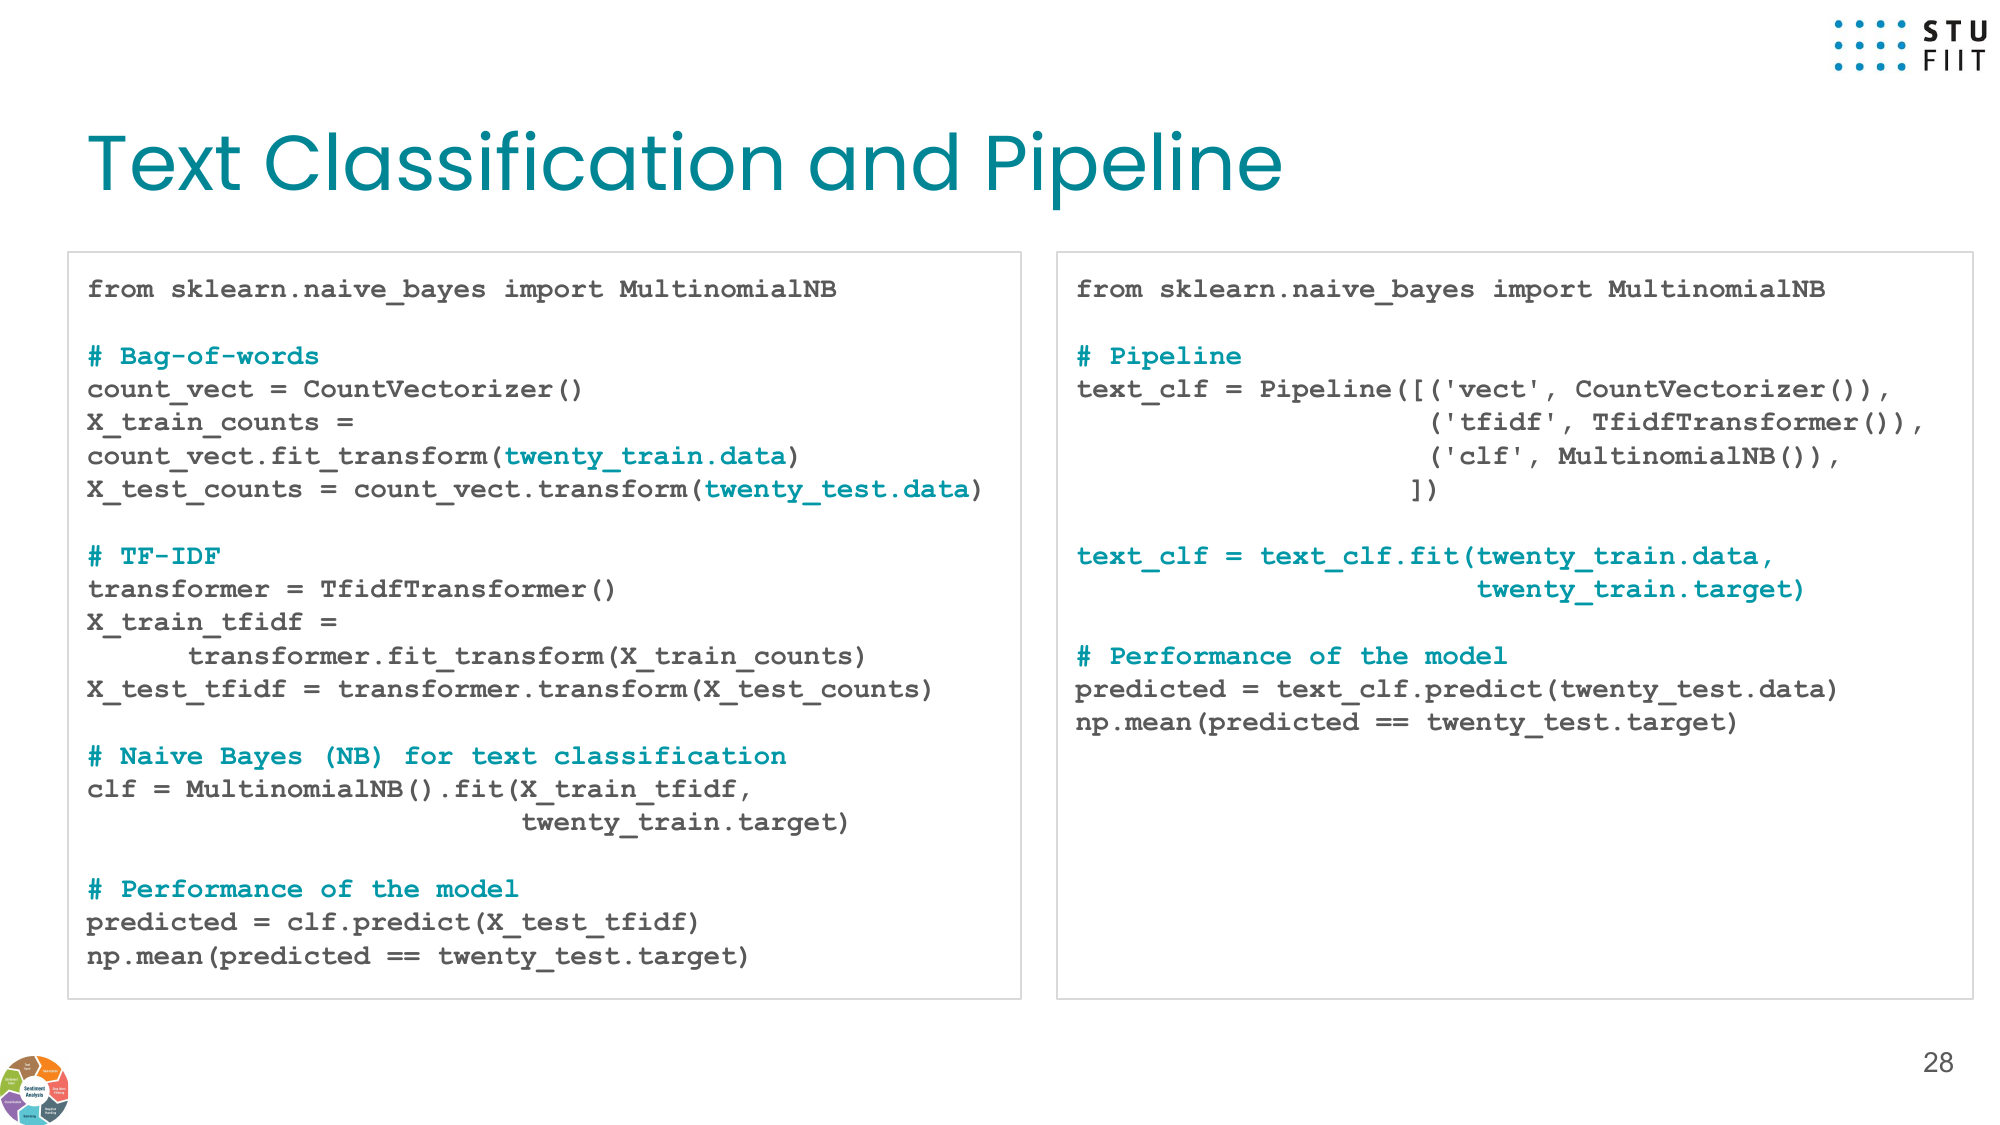 STU
FIIT
Text Classification and Pipeline
from sklearn.naive_bayes import MultinomialNB
# Bag-of-words
count_vect = CountVectorizer()
X_train_counts =
count_vect.fit_transform(twenty_train.data)
X_test_counts = count_vect.transform(twenty_test.data)
# TF-IDF
transformer = TfidfTransformer()
X_train_tfidf =
      transformer.fit_transform(X_train_counts)
X_test_tfidf = transformer.transform(X_test_counts)
# Naive Bayes (NB) for text classification
clf = MultinomialNB().fit(X_train_tfidf,
                          twenty_train.target)
# Performance of the model
predicted = clf.predict(X_test_tfidf)
np.mean(predicted == twenty_test.target)
from sklearn.naive_bayes import MultinomialNB
# Pipeline
text_clf = Pipeline([('vect', CountVectorizer()),
                     ('tfidf', TfidfTransformer()),
                     ('clf', MultinomialNB()),
                    ])
text_clf = text_clf.fit(twenty_train.data,
                        twenty_train.target)
# Performance of the model
predicted = text_clf.predict(twenty_test.data)
np.mean(predicted == twenty_test.target)
Sentiment
Analysis
28